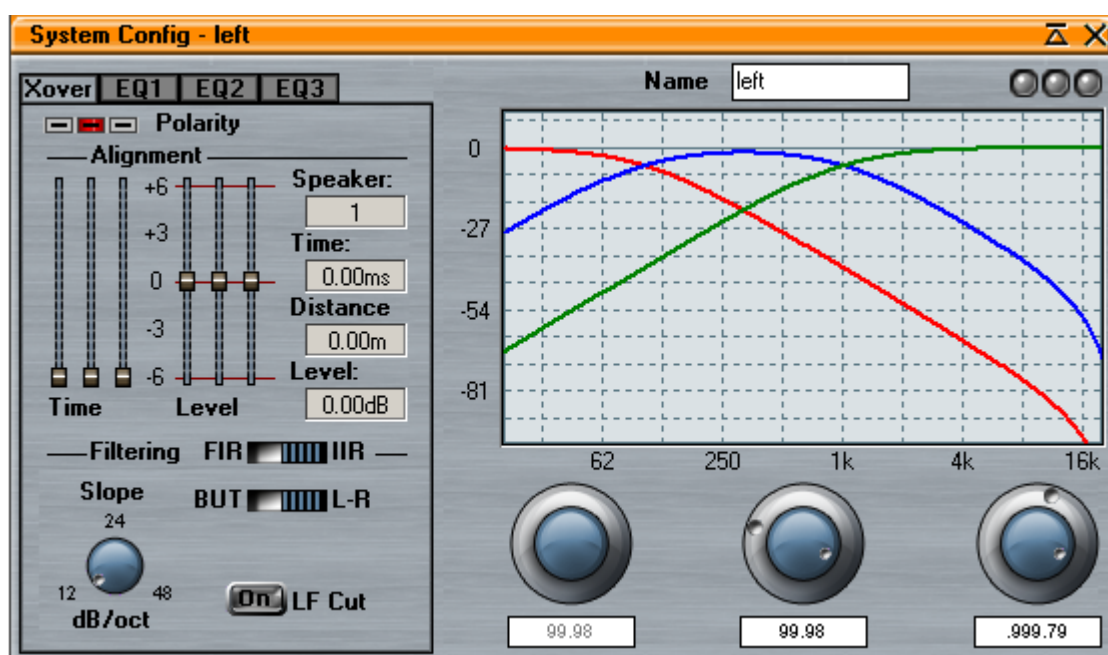 System Config - left
Xover EQ1 EQ2 EQ3
Name left
Polarity
Alignment
+6
+3
0
-3
-6
Time Level
Speaker:
1
Time:
0.00ms
Distance
0.00m
Level:
0.00dB
Filtering FIR IIR
Slope
BUT L-R
24
12 48
dB/oct
On LF Cut
0
-27
-54
-81
62 250 1k 4k 16k
99.98 99.98 .999.79